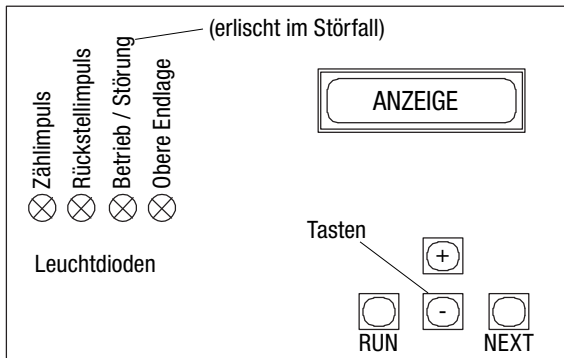 (erlischt im Störfall)
Zählimpuls
Rückstellimpuls
Betrieb / Störung
Obere Endlage
ANZEIGE
Leuchtdioden
Tasten
+
-
RUN
NEXT